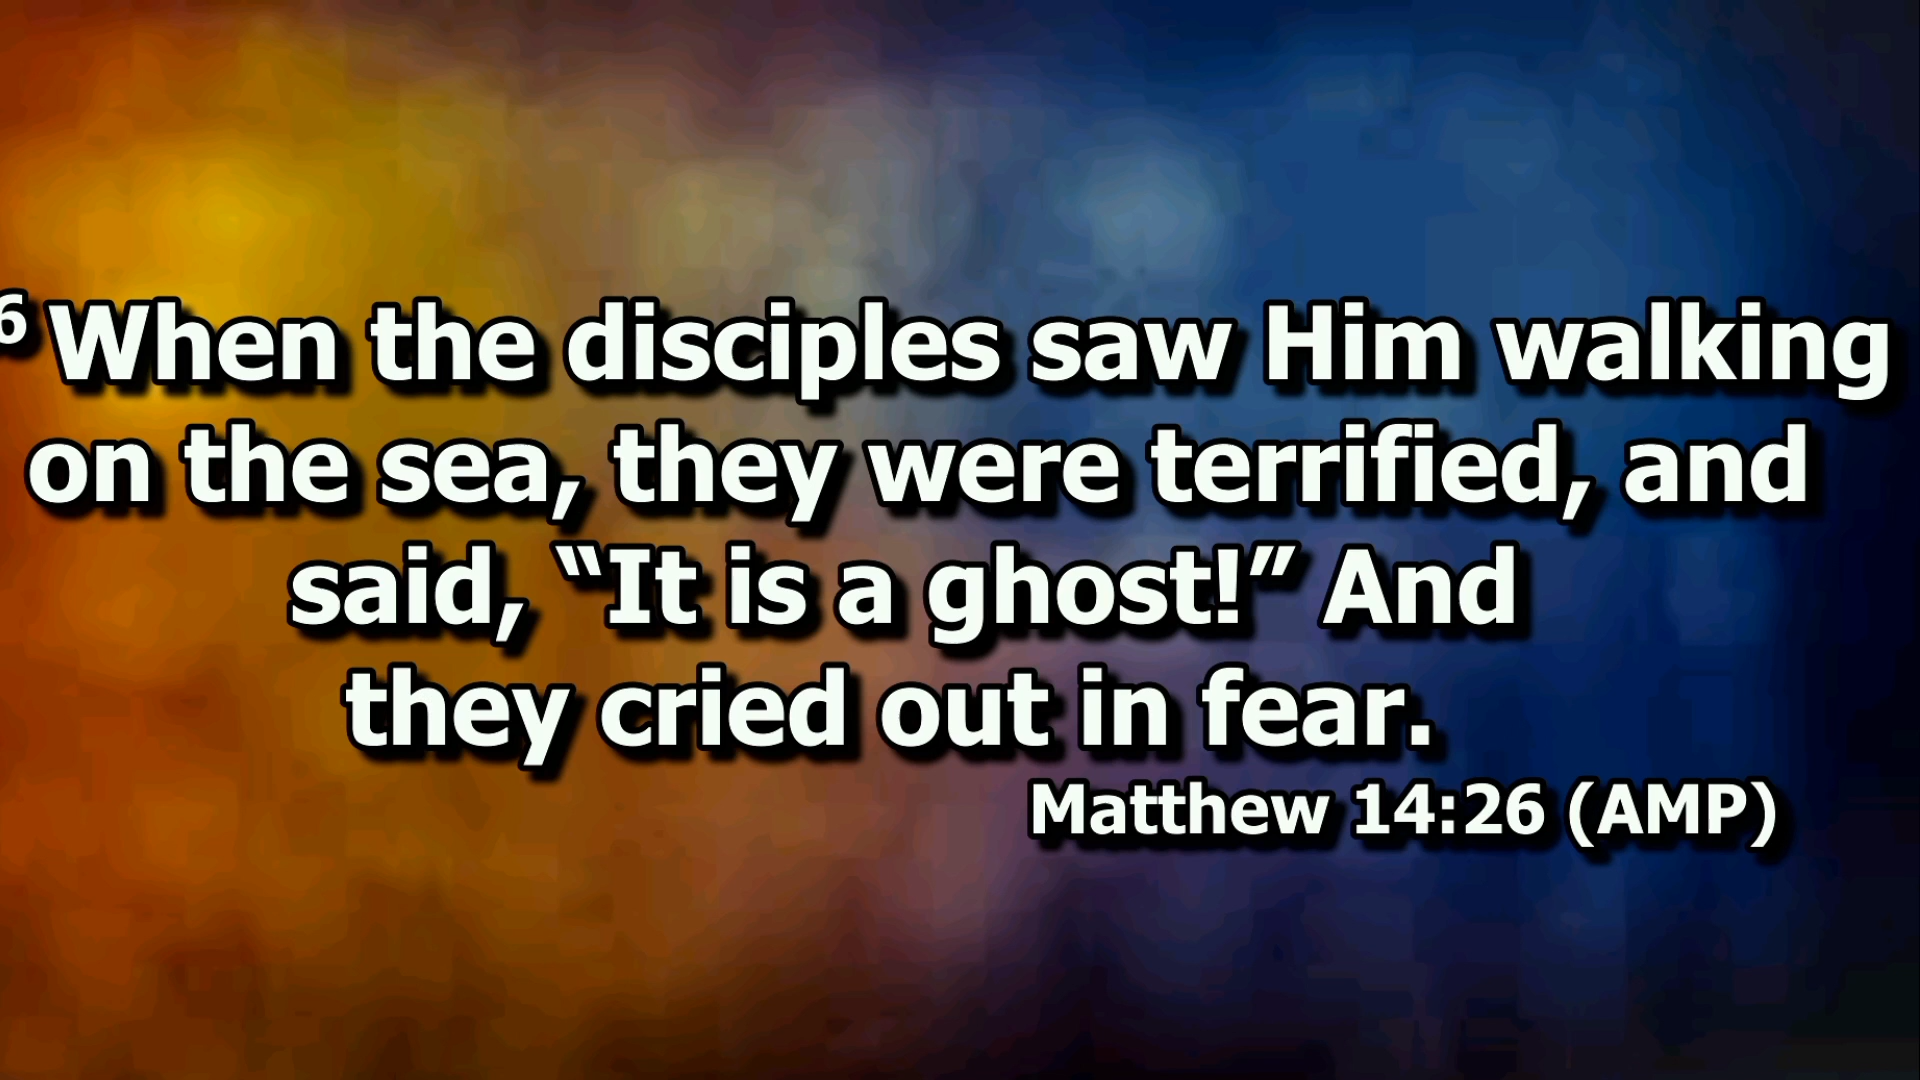 6 When the disciples saw Him walking
on the sea, they were terrified, and
said, “It is a ghost!” And
they cried out in fear.
Matthew 14:26 (AMP)